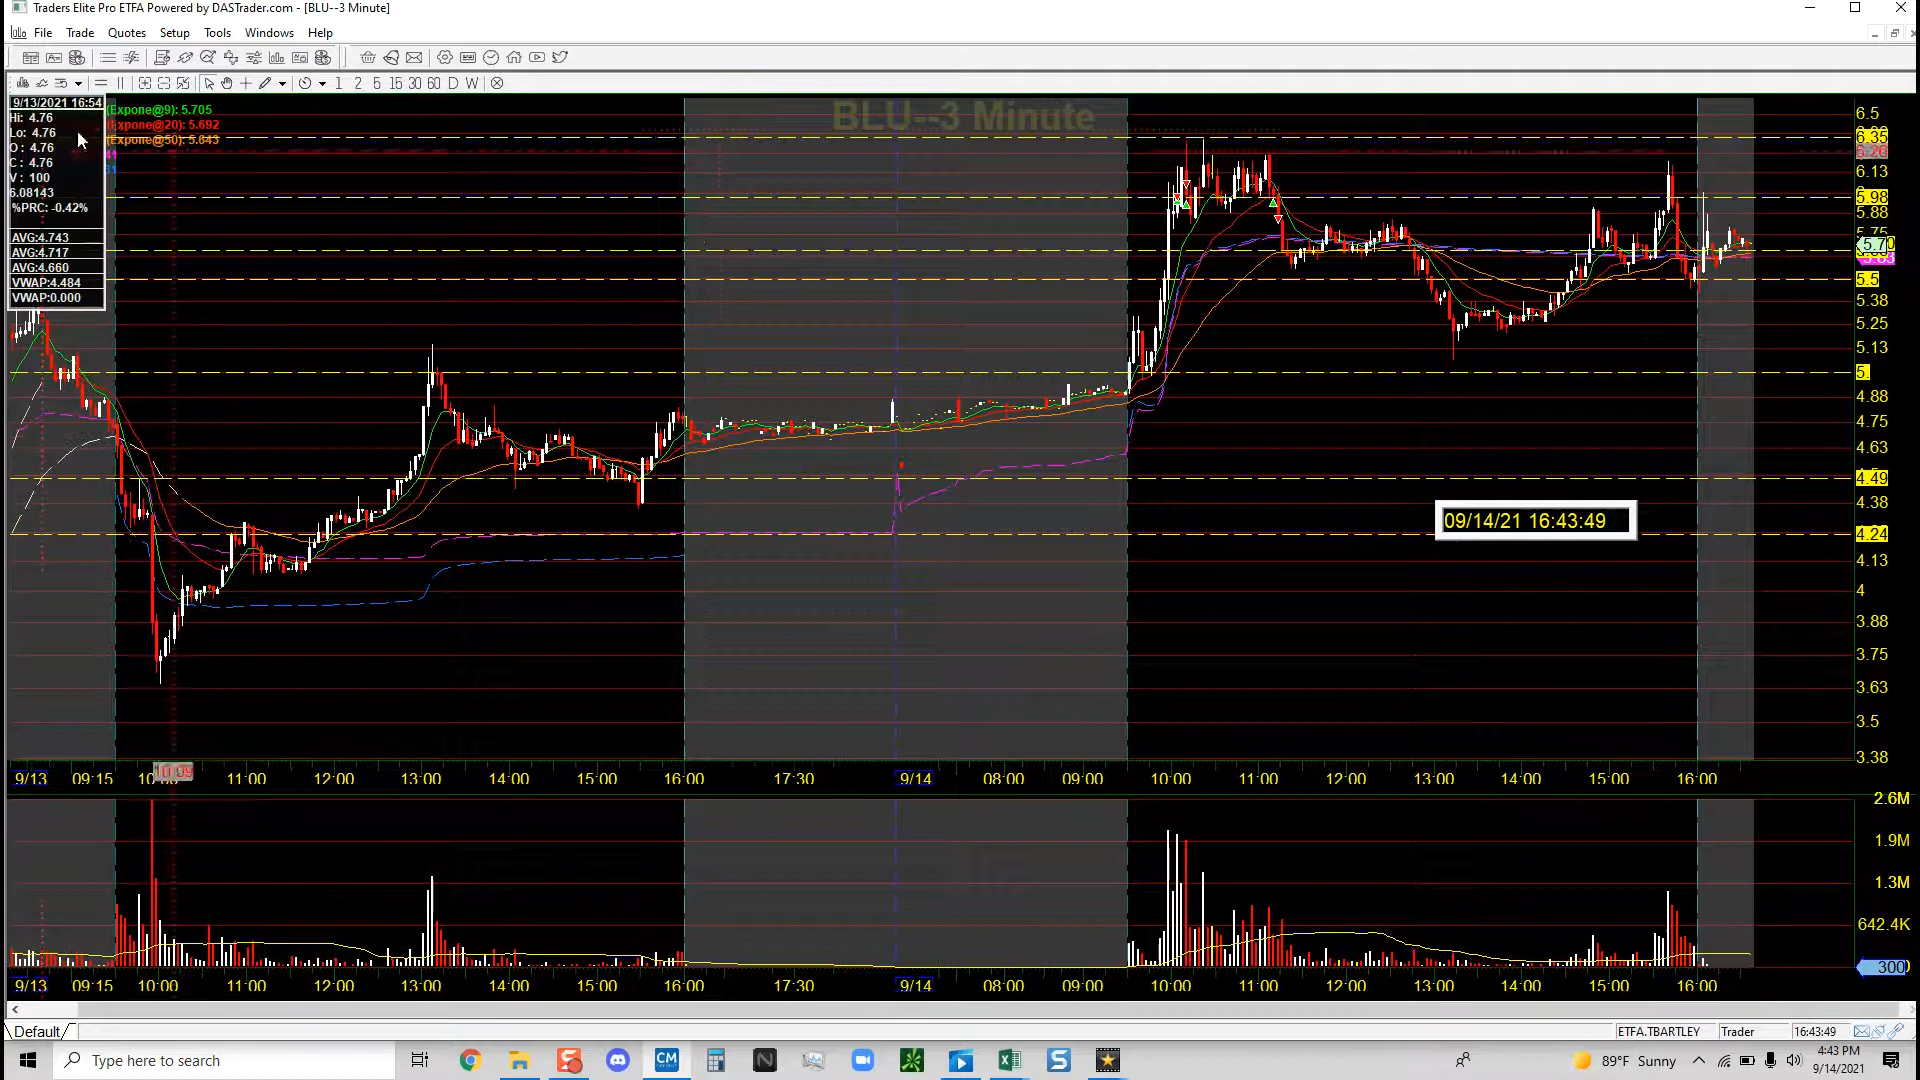 Traders Elite Pro ETFA Powered by DASTrader.com - [BLU--3 Minute]
File Trade Quotes Setup Tools Windows Help
1 2 5 15 30 60 D W
9/13/2021 16:54
Hi: 4.76
Lo: 4.76
O : 4.76
C : 4.76
V : 100
6.08143
%PRC: -0.42%
AVG:4.743
AVG:4.717
AVG:4.660
VWAP:4.484
VWAP:0.000
(Expone@9): 5.705
(Expone@20): 5.692
(Expone@50): 5.643
BLU--3 Minute
6.5
6.35
6.13
5.98
5.88
5.70
5.5
5.38
5.25
5.13
5.
4.88
4.75
4.63
4.49
4.38
4.24
4.13
4
3.88
3.75
3.63
3.5
3.38
09/14/21 16:43:49
9/13 09:15 11:00 12:00 13:00 14:00 15:00 16:00 17:30 9/14 08:00 09:00 10:00 11:00 12:00 13:00 14:00 15:00 16:00
2.6M
1.9M
1.3M
642.4K
300
9/13 09:15 10:00 11:00 12:00 13:00 14:00 15:00 16:00 17:30 9/14 08:00 09:00 10:00 11:00 12:00 13:00 14:00 15:00 16:00
Default
ETFA.TBARTLEY Trader 16:43:49
Type here to search
89°F Sunny
4:43 PM
9/14/2021